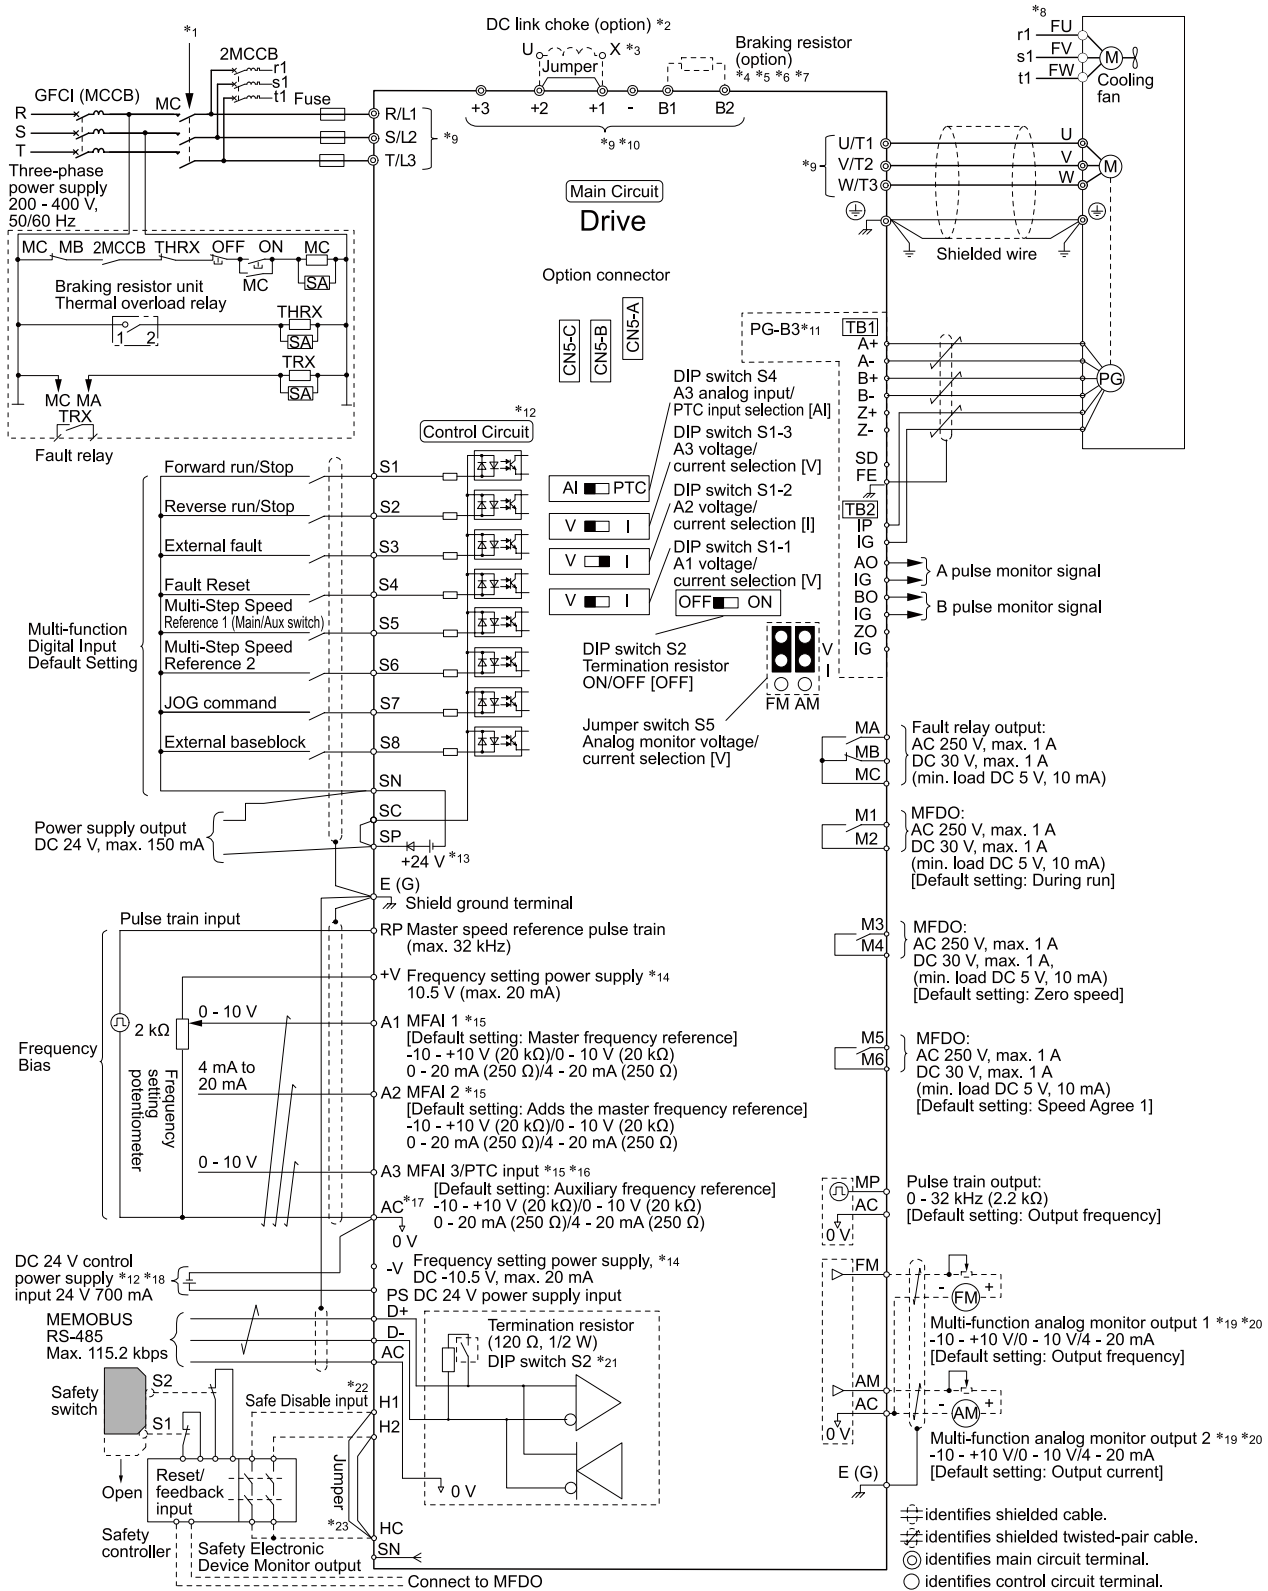 *1
DC link choke (option) *2
U X *3
Jumper
Braking resistor
(option)
*4 *5 *6 *7
*8
r1 FU
s1 FV
t1 FW
M
Cooling
fan
2MCCB
r1
s1
t1
GFCI (MCCB)
MC
Fuse
R
S
T
R/L1
S/L2
T/L3
*9
+3 +2 +1 - B1 B2
*9 *10
Three-phase
power supply
200 - 400 V,
50/60 Hz
Main Circuit
Drive
*9
U/T1
V/T2
W/T3
U
V
W
M
Shielded wire
MC MB 2MCCB THRX OFF ON MC
MC
SA
Braking resistor unit
Thermal overload relay
1 2
THRX
SA
TRX
SA
MC MA
TRX
Fault relay
Option connector
CN5-C
CN5-B
CN5-A
PG-B3*11
TB1
A+
A-
B+
B-
Z+
Z-
SD
FE
TB2
IP
IG
AO
IG
BO
IG
ZO
IG
PG
A pulse monitor signal
B pulse monitor signal
*12
Control Circuit
DIP switch S4
A3 analog input/
PTC input selection [AI]
DIP switch S1-3
A3 voltage/
current selection [V]
DIP switch S1-2
A2 voltage/
current selection [I]
DIP switch S1-1
A1 voltage/
current selection [V]
AI PTC
V I
V I
V I
OFF ON
DIP switch S2
Termination resistor
ON/OFF [OFF]
V
I
FM AM
Jumper switch S5
Analog monitor voltage/
current selection [V]
Multi-function
Digital Input
Default Setting
Forward run/Stop S1
Reverse run/Stop S2
External fault S3
Fault Reset S4
Multi-Step Speed
Reference 1 (Main/Aux switch) S5
Multi-Step Speed
Reference 2 S6
JOG command S7
External baseblock S8
SN
SC
SP
Power supply output
DC 24 V, max. 150 mA
+24 V *13
E (G)
Shield ground terminal
MA
MB
MC
Fault relay output:
AC 250 V, max. 1 A
DC 30 V, max. 1 A
(min. load DC 5 V, 10 mA)
M1
M2
MFDO:
AC 250 V, max. 1 A
DC 30 V, max. 1 A
(min. load DC 5 V, 10 mA)
[Default setting: During run]
M3
M4
MFDO:
AC 250 V, max. 1 A
DC 30 V, max. 1 A,
(min. load DC 5 V, 10 mA)
[Default setting: Zero speed]
M5
M6
MFDO:
AC 250 V, max. 1 A
DC 30 V, max. 1 A
(min. load DC 5 V, 10 mA)
[Default setting: Speed Agree 1]
Pulse train input
RP Master speed reference pulse train
(max. 32 kHz)
+V Frequency setting power supply *14
10.5 V (max. 20 mA)
Frequency
Bias
2 kΩ
Frequency
setting
potentiometer
0 - 10 V
A1 MFAI 1 *15
[Default setting: Master frequency reference]
-10 - +10 V (20 kΩ)/0 - 10 V (20 kΩ)
0 - 20 mA (250 Ω)/4 - 20 mA (250 Ω)
4 mA to
20 mA
A2 MFAI 2 *15
[Default setting: Adds the master frequency reference]
-10 - +10 V (20 kΩ)/0 - 10 V (20 kΩ)
0 - 20 mA (250 Ω)/4 - 20 mA (250 Ω)
0 - 10 V
A3 MFAI 3/PTC input *15 *16
[Default setting: Auxiliary frequency reference]
-10 - +10 V (20 kΩ)/0 - 10 V (20 kΩ)
0 - 20 mA (250 Ω)/4 - 20 mA (250 Ω)
AC*17
0 V
-V Frequency setting power supply, *14
DC -10.5 V, max. 20 mA
DC 24 V control
power supply *12 *18
input 24 V 700 mA
PS DC 24 V power supply input
MP
AC
0 V
Pulse train output:
0 - 32 kHz (2.2 kΩ)
[Default setting: Output frequency]
FM
- +
FM
Multi-function analog monitor output 1 *19 *20
-10 - +10 V/0 - 10 V/4 - 20 mA
[Default setting: Output frequency]
AM
AC
0 V
- +
AM
Multi-function analog monitor output 2 *19 *20
-10 - +10 V/0 - 10 V/4 - 20 mA
[Default setting: Output current]
E (G)
MEMOBUS
RS-485
Max. 115.2 kbps
D+
D-
AC
Termination resistor
(120 Ω, 1/2 W)
DIP switch S2 *21
0 V
Safety
switch
S2
S1
Open
Safe Disable input *22
H1
H2
Jumper
*23
HC
SN
Reset/
feedback
input
Safety
controller
Safety Electronic
Device Monitor output
Connect to MFDO
identifies shielded cable.
identifies shielded twisted-pair cable.
identifies main circuit terminal.
identifies control circuit terminal.